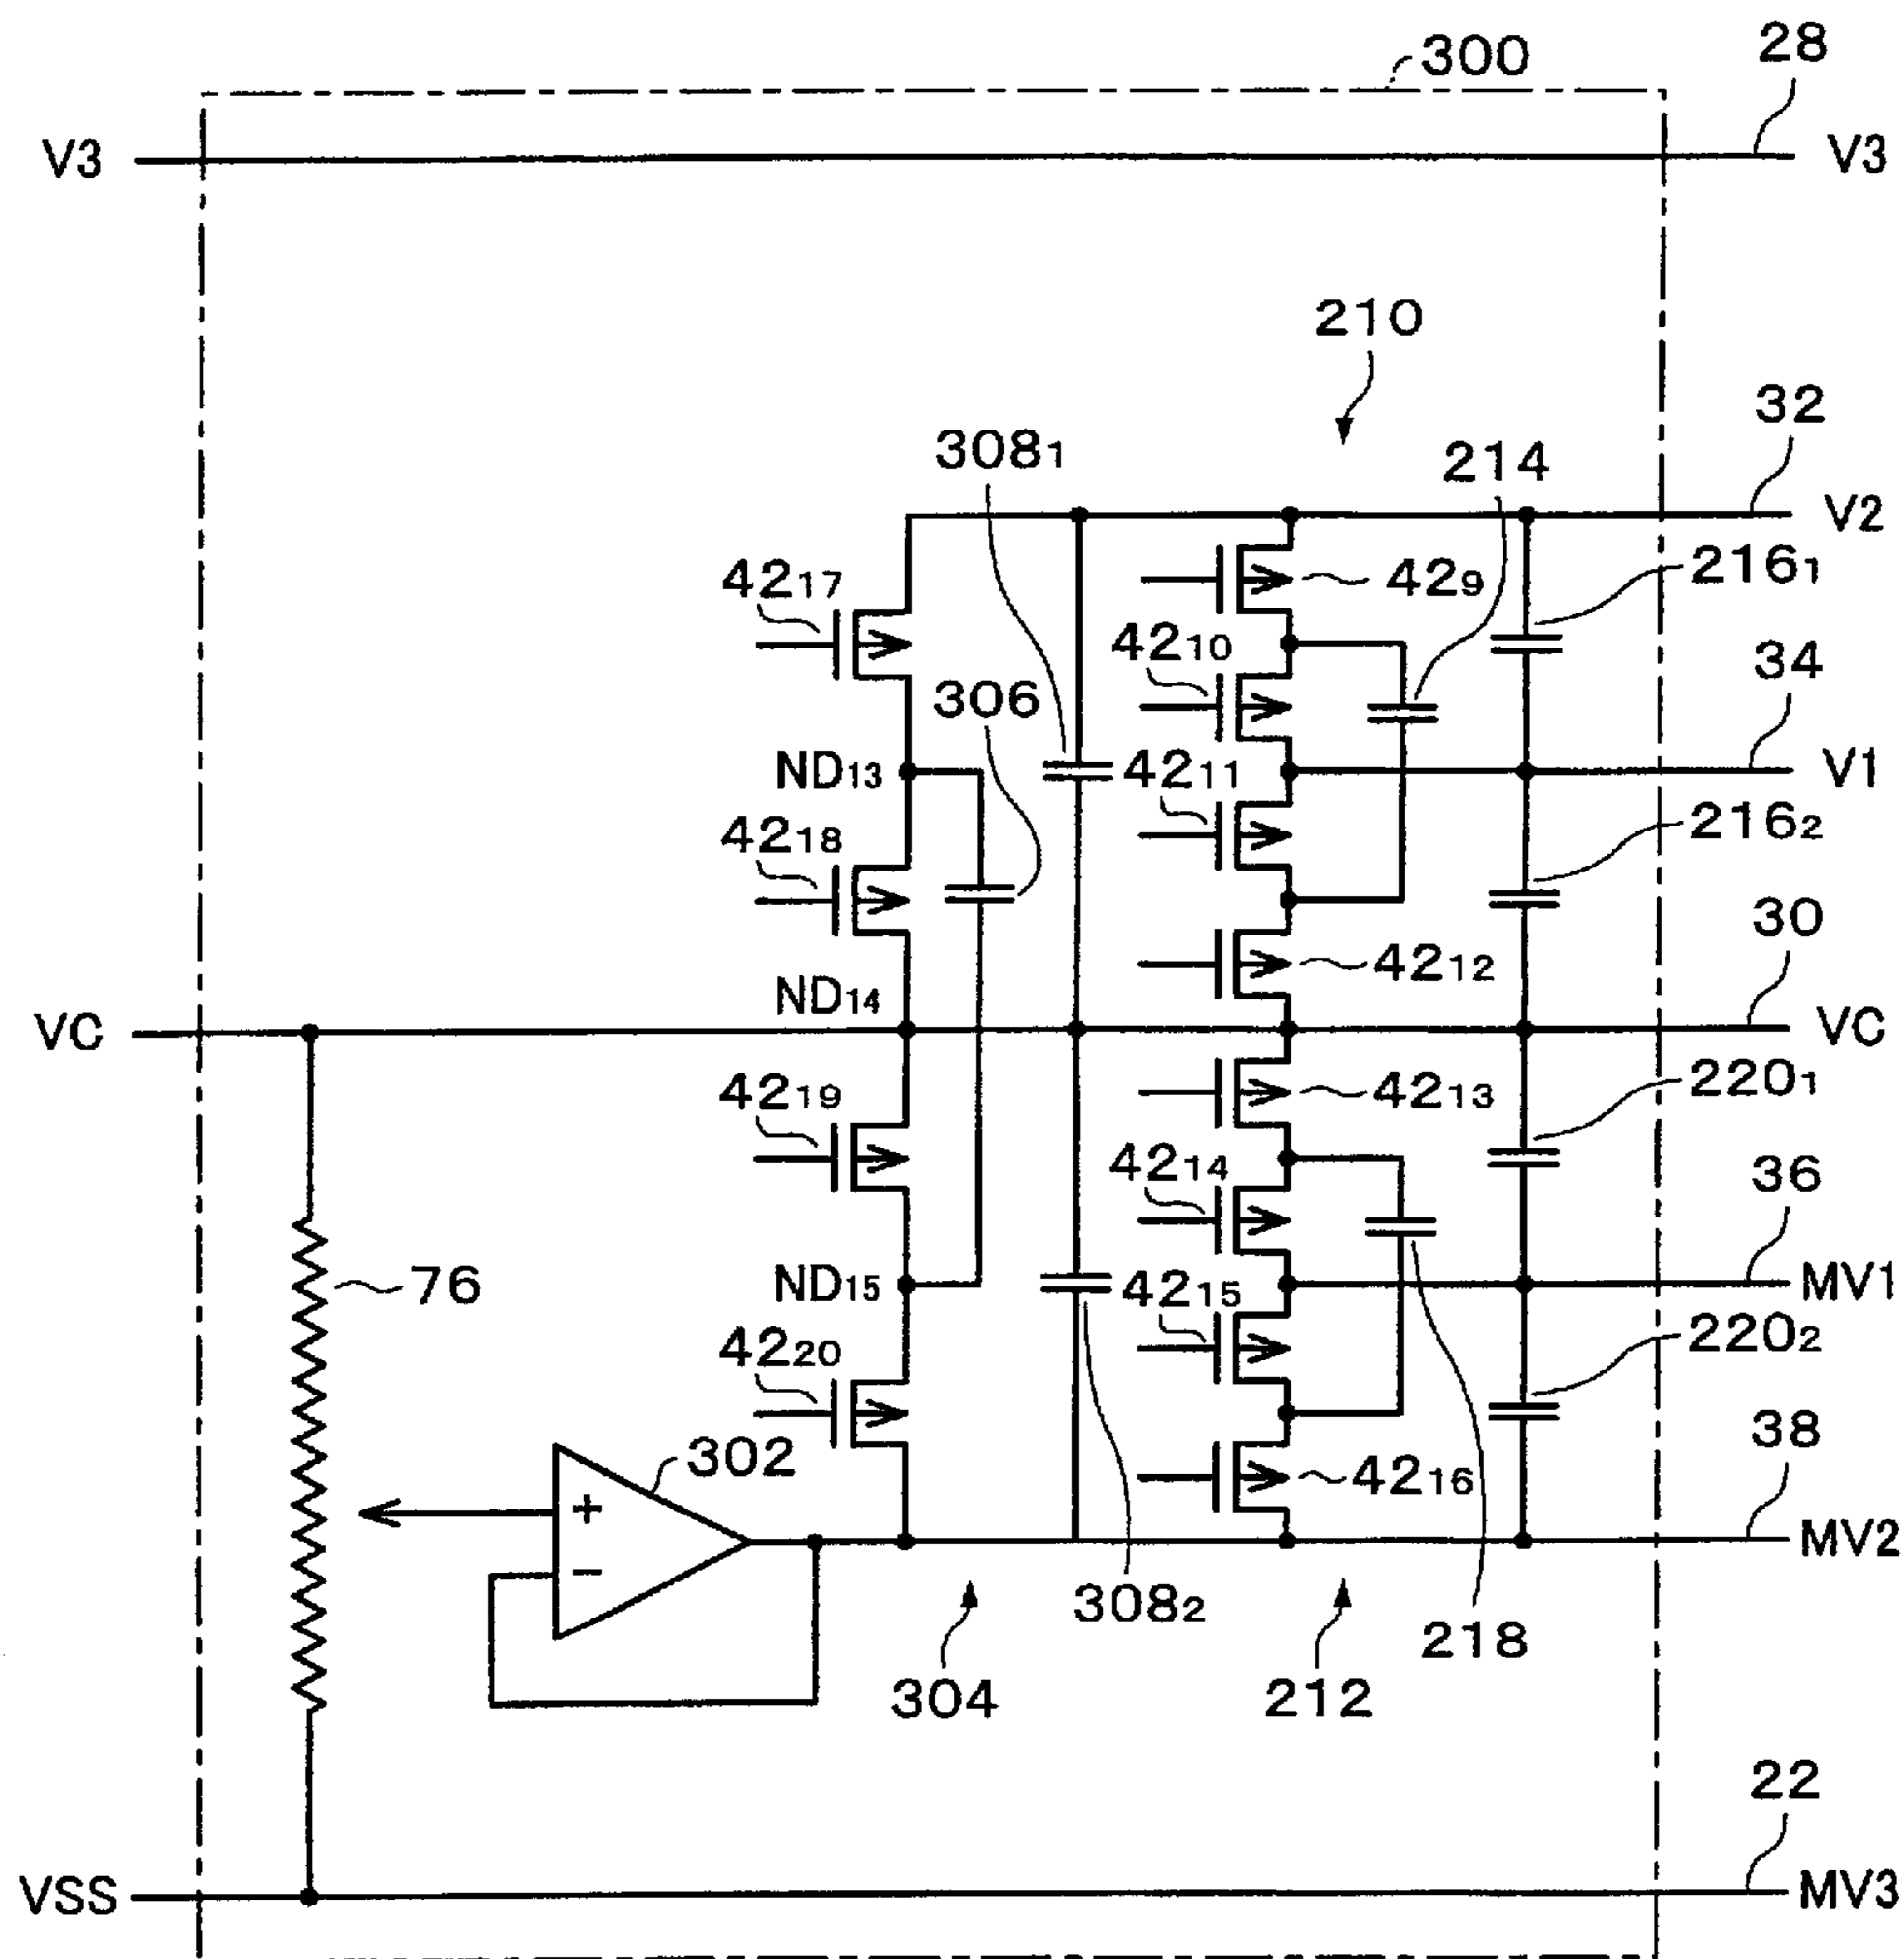 28
300
V3
V3
210
32
308₁
214
V2
42₁₇
42₉
216₁
42₁₀
34
306
ND₁₃
42₁₁
V1
42₁₈
216₂
30
42₁₂
ND₁₄
VC
VC
42₁₉
42₁₃
220₁
42₁₄
36
76
ND₁₅
42₁₅
MV1
42₂₀
220₂
38
302
42₁₆
+
−
MV2
308₂
218
304
212
22
VSS
MV3